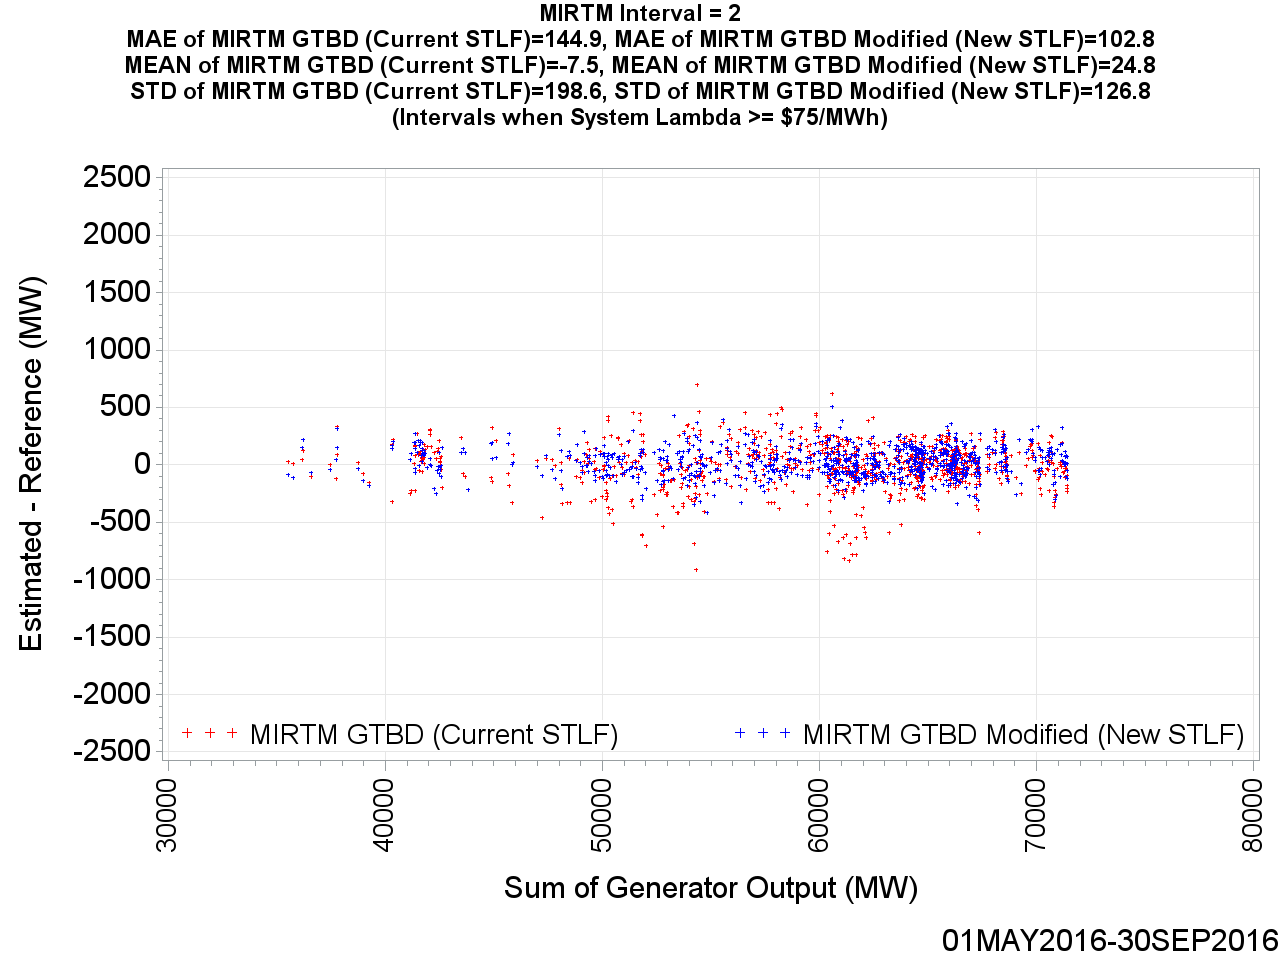 MIRTM Interval = 2
MAE of MIRTM GTBD (Current STLF)=144.9, MAE of MIRTM GTBD Modified (New STLF)=102.8
MEAN of MIRTM GTBD (Current STLF)=-7.5, MEAN of MIRTM GTBD Modified (New STLF)=24.8
STD of MIRTM GTBD (Current STLF)=198.6, STD of MIRTM GTBD Modified (New STLF)=126.8
(Intervals when System Lambda >= $75/MWh)
Estimated - Reference (MW)
2500
2000
1500
1000
500
0
-500
-1000
-1500
-2000
-2500
MIRTM GTBD (Current STLF)
MIRTM GTBD Modified (New STLF)
30000
40000
50000
60000
70000
80000
Sum of Generator Output (MW)
01MAY2016-30SEP2016